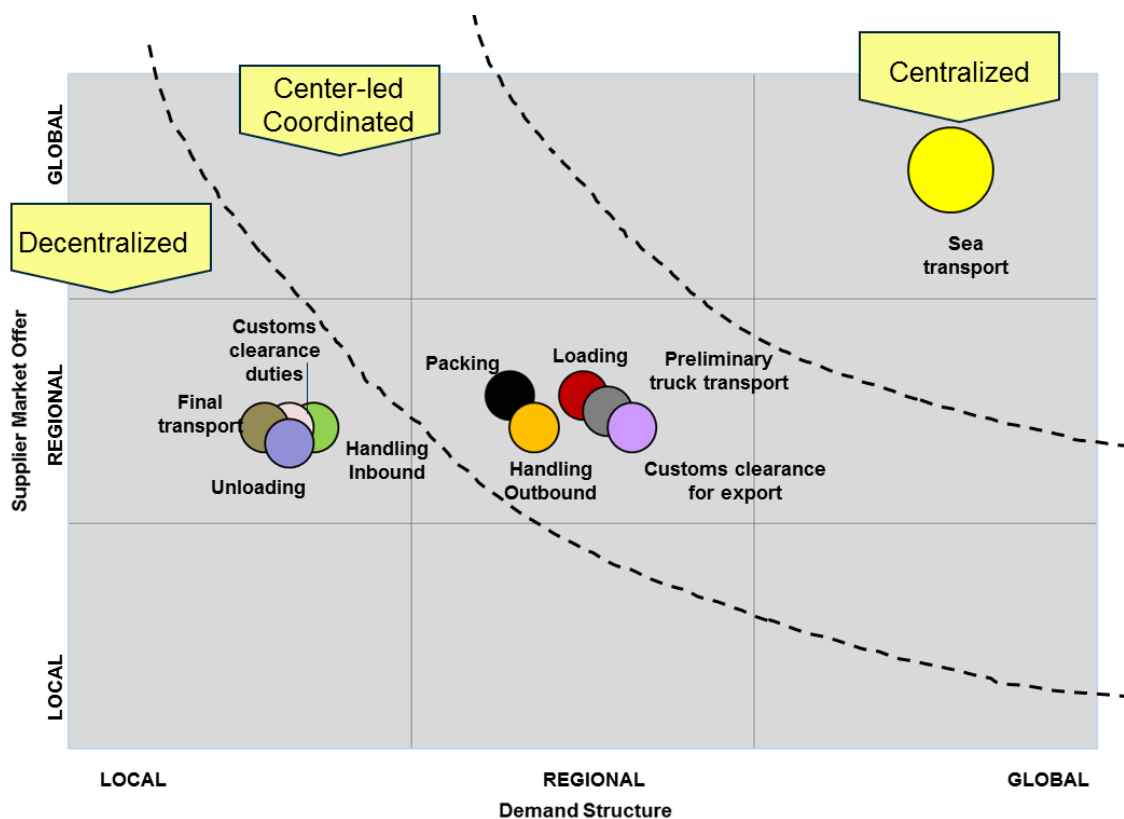 Centralized
Center-led
Coordinated
Decentralized
GLOBAL
REGIONAL
LOCAL
Supplier Market Offer
Sea
transport
Customs
clearance
duties
Final
transport
Unloading
Handling
Inbound
Packing
Loading
Preliminary
truck transport
Handling
Outbound
Customs clearance
for export
LOCAL
REGIONAL
GLOBAL
Demand Structure